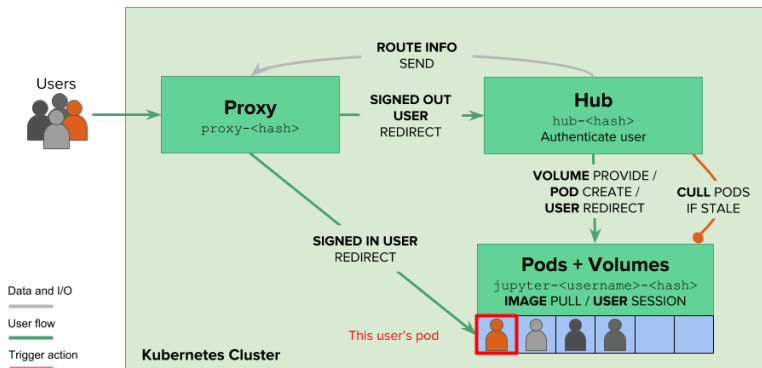 ROUTE INFO
SEND
Users
Proxy
proxy-<hash>
SIGNED OUT
USER
REDIRECT
Hub
hub-<hash>
Authenticate user
VOLUME PROVIDE /
POD CREATE /
USER REDIRECT
CULL PODS
IF STALE
SIGNED IN USER
REDIRECT
Pods + Volumes
jupyter-<username>-<hash>
IMAGE PULL / USER SESSION
This user's pod
Data and I/O
User flow
Trigger action
Kubernetes Cluster